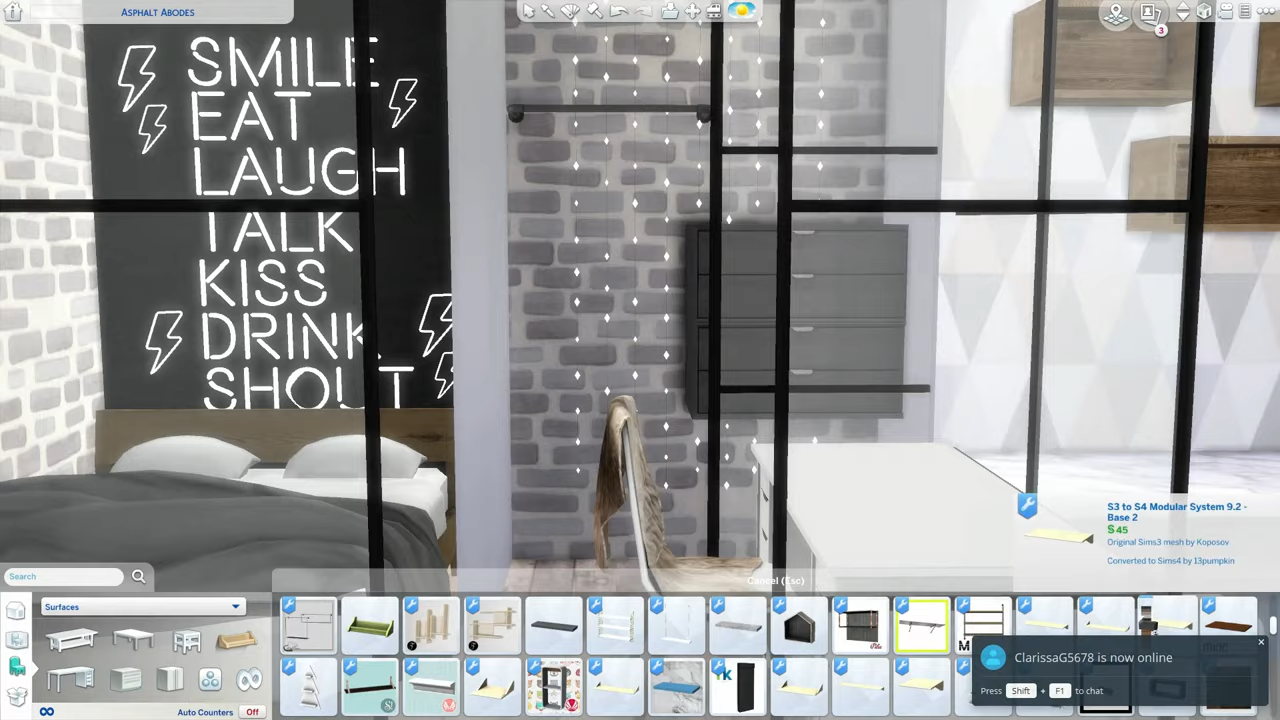 ASPHALT ABODES
3
SMILE
EAT
LAUGH
TALK
KISS
DRINK
SHOUT
S3 to S4 Modular System 9.2 -
Base 2
$45
Original Sims3 mesh by Koposov
Converted to Sims4 by 13pumpkin
Search
Cancel (Esc)
Surfaces
Auto Counters Off
ClarissaG5678 is now online
Press Shift + F1 to chat